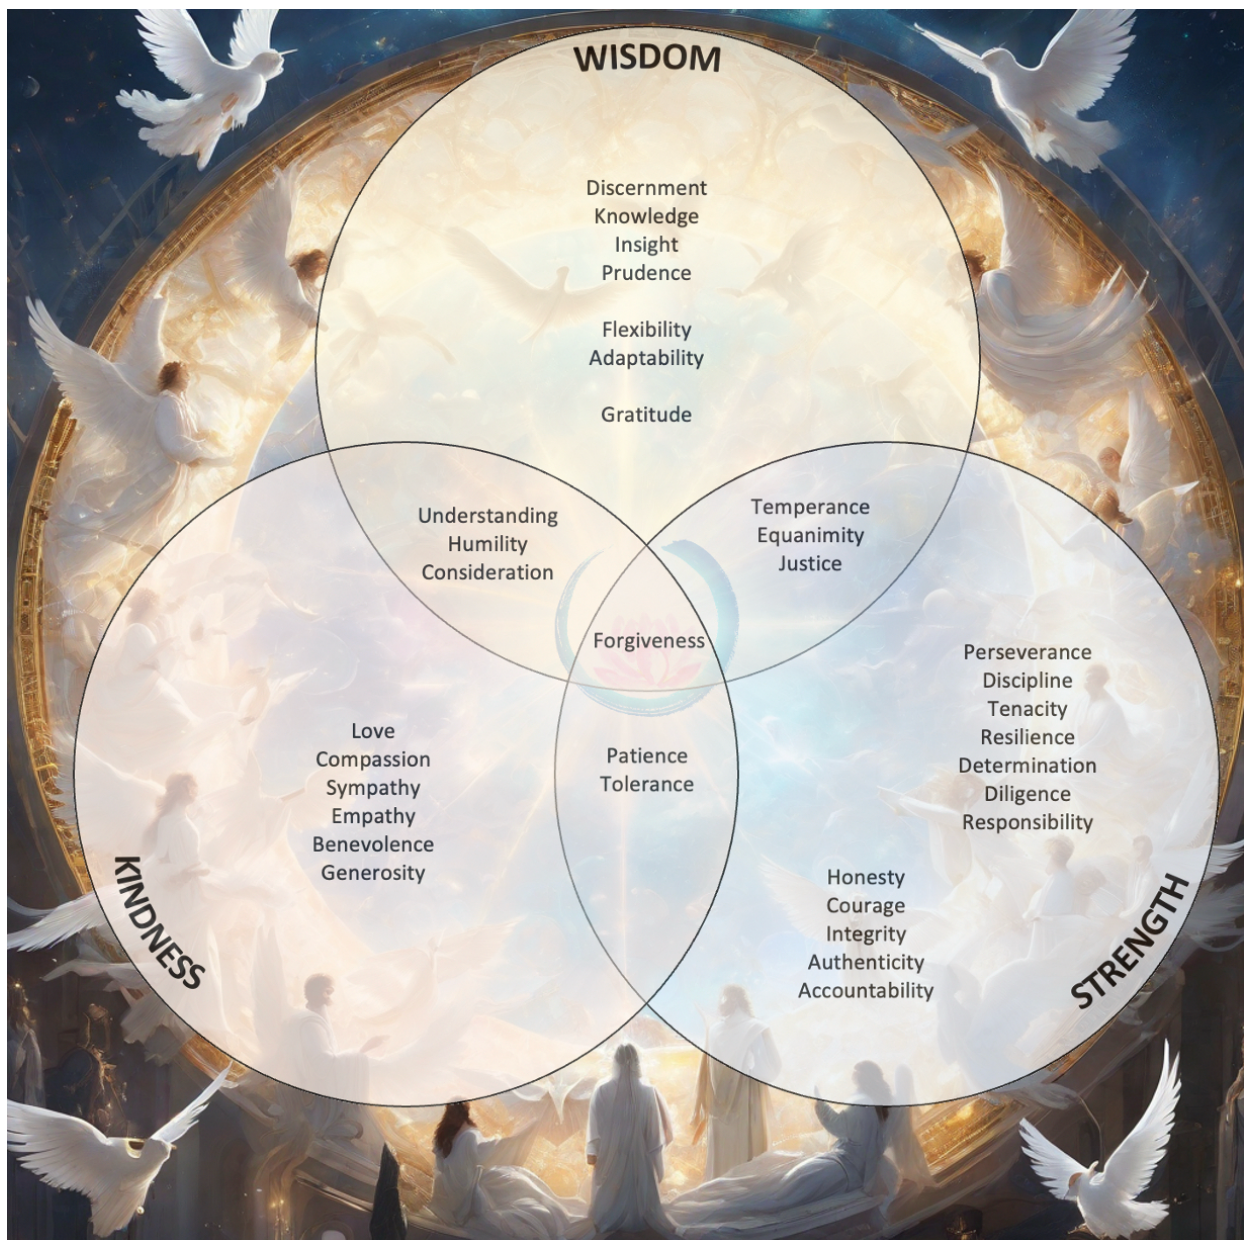 WISDOM
Discernment
Knowledge
Insight
Prudence
Flexibility
Adaptability
Gratitude
Understanding
Humility
Consideration
Temperance
Equanimity
Justice
Forgiveness
Patience
Tolerance
Love
Compassion
Sympathy
Empathy
Benevolence
Generosity
KINDNESS
Perseverance
Discipline
Tenacity
Resilience
Determination
Diligence
Responsibility
Honesty
Courage
Integrity
Authenticity
Accountability
STRENGTH